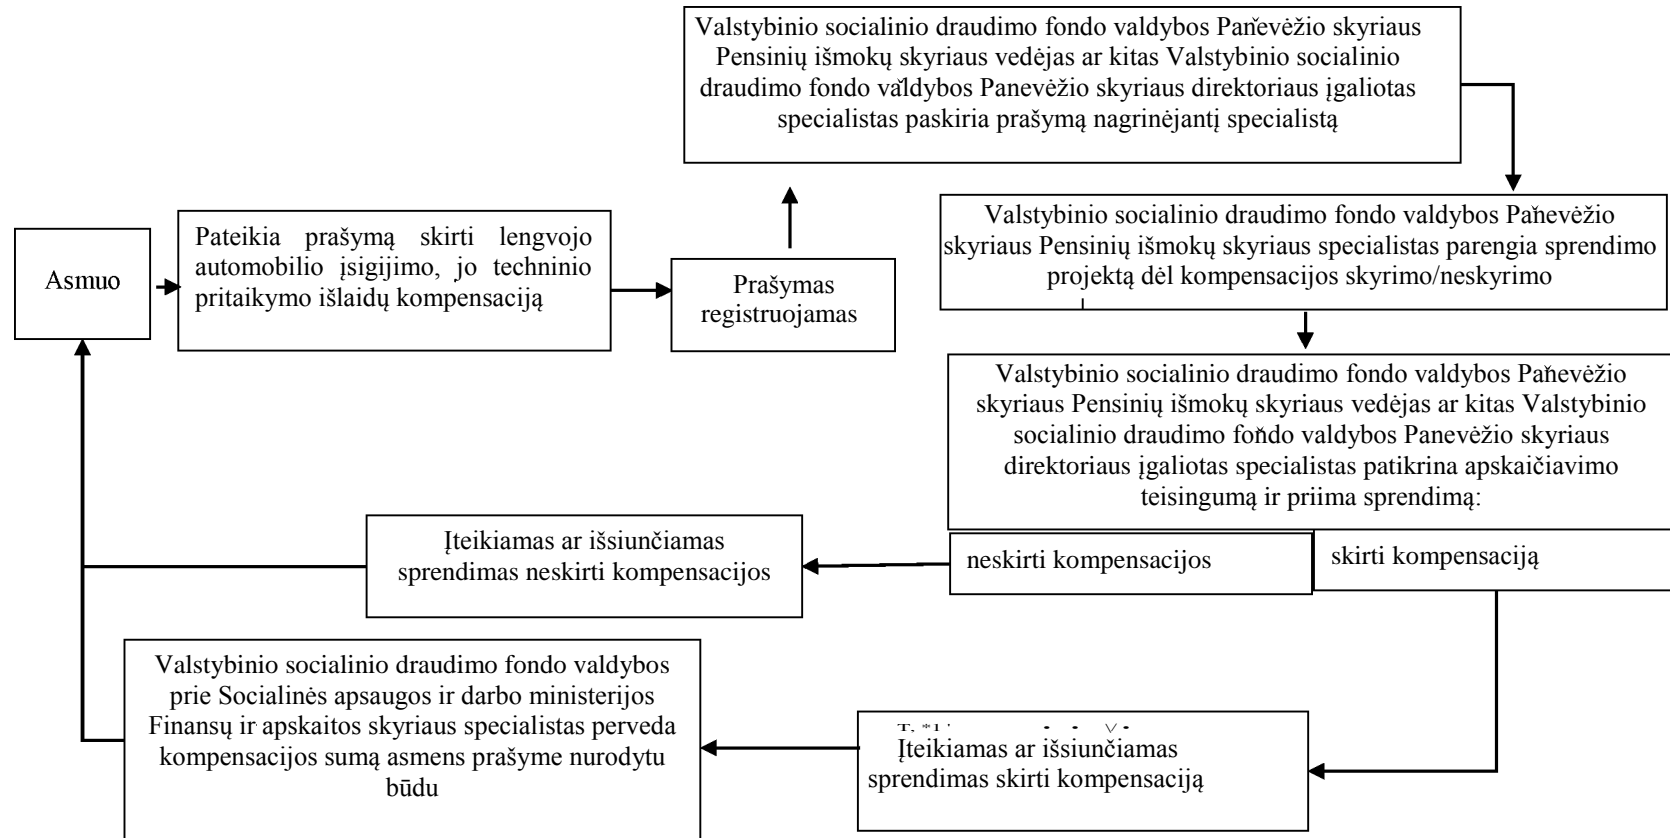 Valstybinio socialinio draudimo fondo valdybos Panevėžio skyriaus
Pensinių išmokų skyriaus vedėjas ar kitas Valstybinio socialinio
draudimo fondo valdybos Panevėžio skyriaus direktoriaus įgaliotas
specialistas paskiria prašymą nagrinėjantį specialistą
Asmuo
Pateikia prašymą skirti lengvojo
automobilio įsigijimo, jo techninio
pritaikymo išlaidų kompensaciją
Prašymas
registruojamas
Valstybinio socialinio draudimo fondo valdybos Panevėžio
skyriaus Pensinių išmokų skyriaus specialistas parengia sprendimo
projektą dėl kompensacijos skyrimo/neskyrimo
Valstybinio socialinio draudimo fondo valdybos Panevėžio
skyriaus Pensinių išmokų skyriaus vedėjas ar kitas Valstybinio
socialinio draudimo fondo valdybos Panevėžio skyriaus
direktoriaus įgaliotas specialistas patikrina apskaičiavimo
teisingumą ir priima sprendimą:
neskirti kompensacijos
skirti kompensaciją
Įteikiamas ar išsiunčiamas
sprendimas neskirti kompensacijos
Įteikiamas ar išsiunčiamas
sprendimas skirti kompensaciją
Valstybinio socialinio draudimo fondo valdybos
prie Socialinės apsaugos ir darbo ministerijos
Finansų ir apskaitos skyriaus specialistas perveda
kompensacijos sumą asmens prašyme nurodytu
būdu